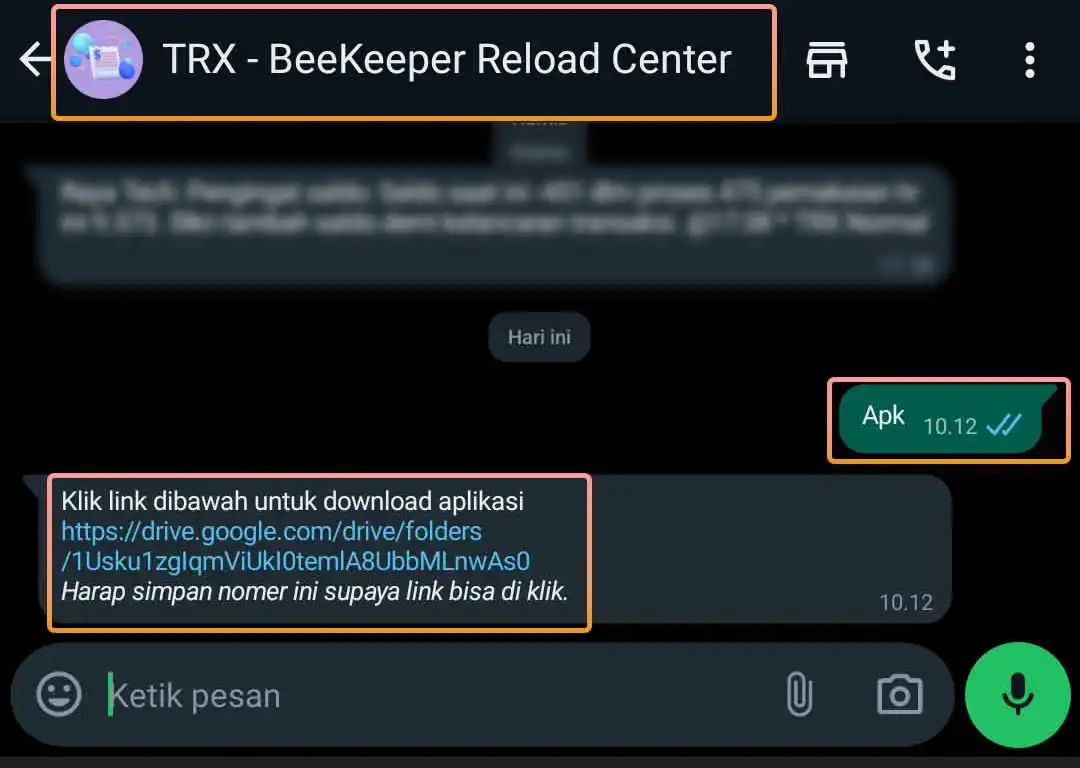 TRX - BeeKeeper Reload Center
Hari ini
Apk 10.12
Klik link dibawah untuk download aplikasi
https://drive.google.com/drive/folders
/1Usku1zgIqmViUkI0temlA8UbbMLnwAs0
Harap simpan nomer ini supaya link bisa di klik.
10.12
Ketik pesan